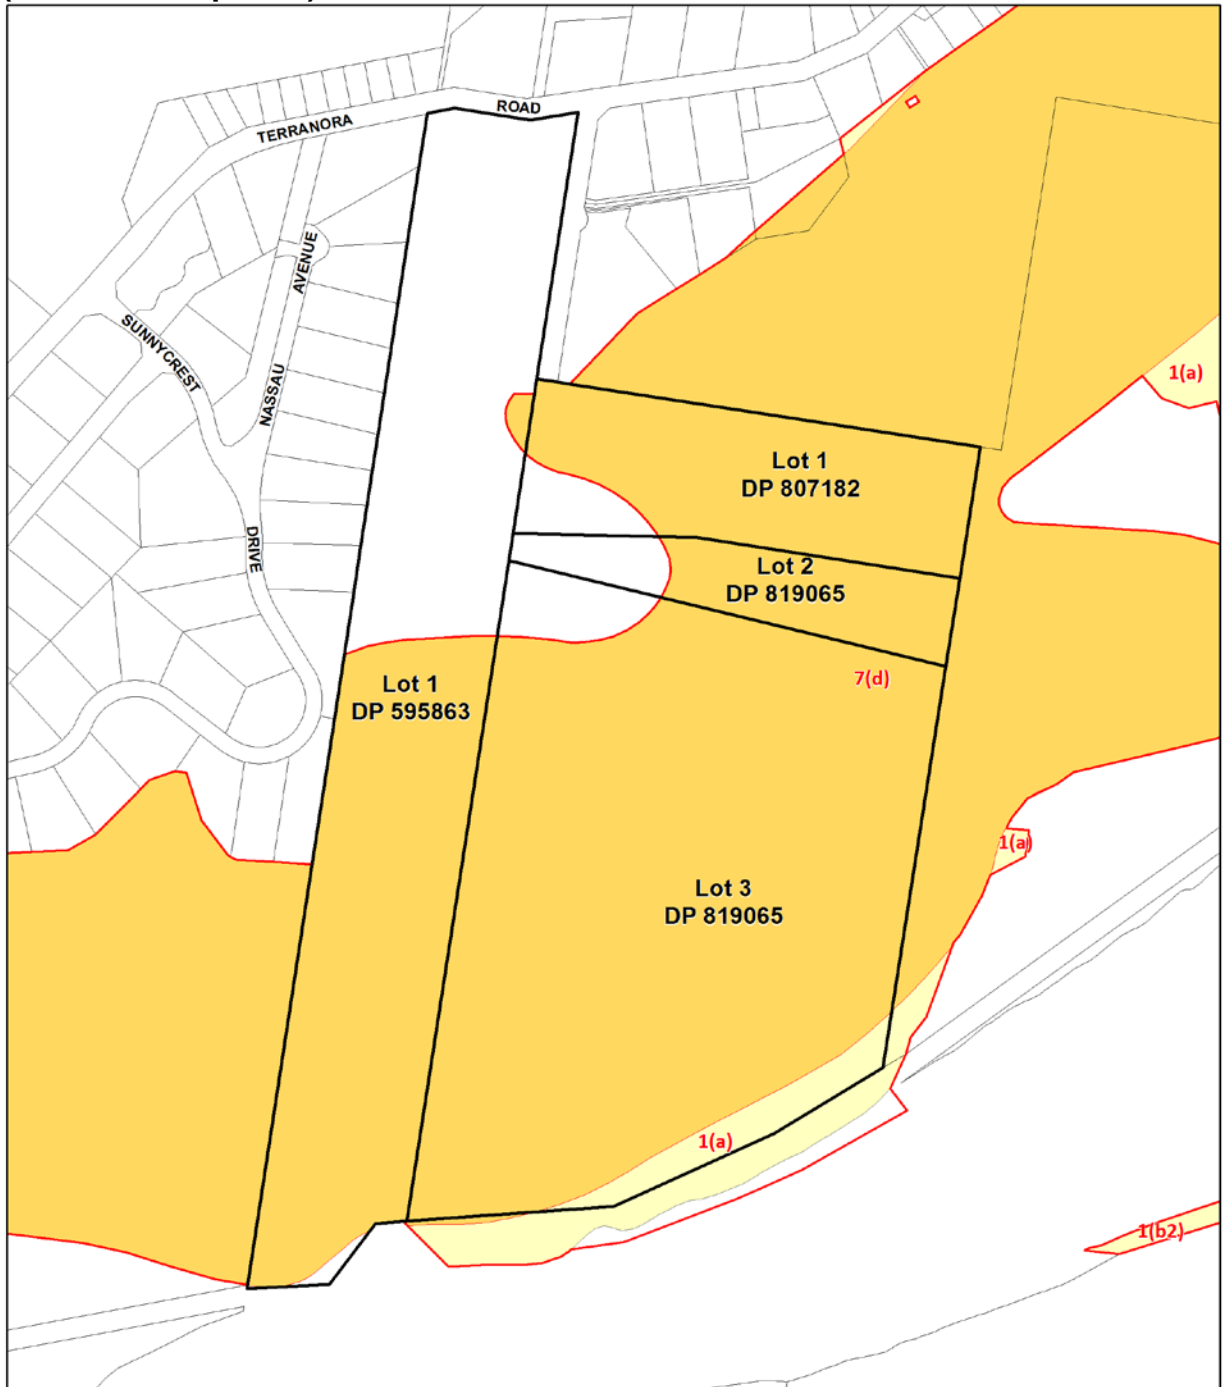 ROAD
TERRANORA
AVENUE
SUNNYCREST
NASSAU
1(a)
Lot 1
DP 807182
DRIVE
Lot 2
DP 819065
7(d)
Lot 1
DP 595863
1(a)
Lot 3
DP 819065
1(a)
1(b2)